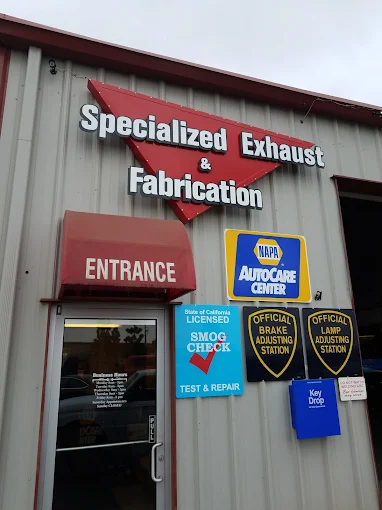 Specialized Exhaust
&
Fabrication
ENTRANCE
NAPA
AUTOCARE
CENTER
State of California
LICENSED
SMOG
CHECK
TEST & REPAIR
OFFICIAL
BRAKE
ADJUSTING
STATION
OFFICIAL
LAMP
ADJUSTING
STATION
Key
Drop
Business Hours
PULL